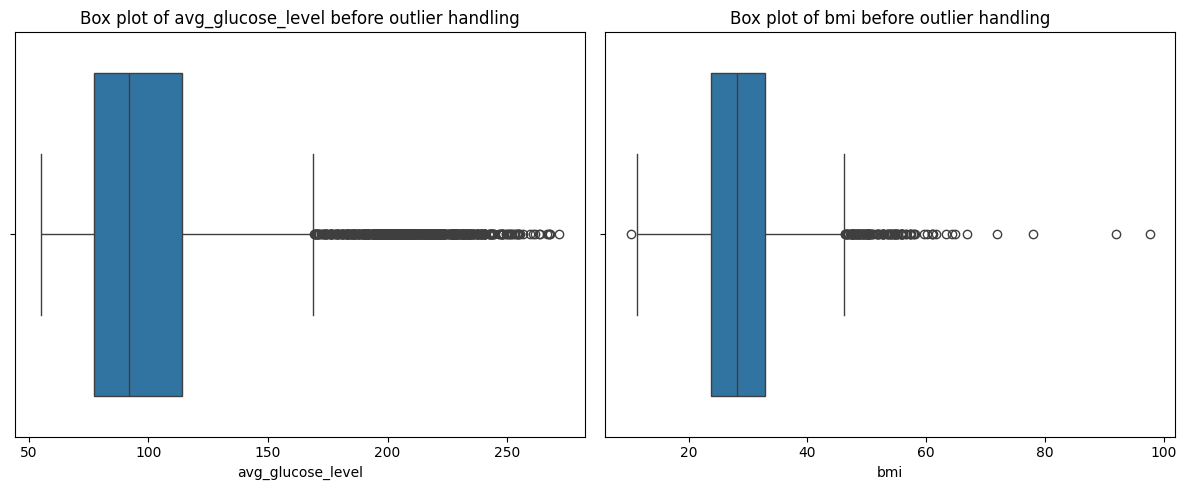 Box plot of avg_glucose_level before outlier handling
50 100 150 200 250
avg_glucose_level
Box plot of bmi before outlier handling
20 40 60 80 100
bmi